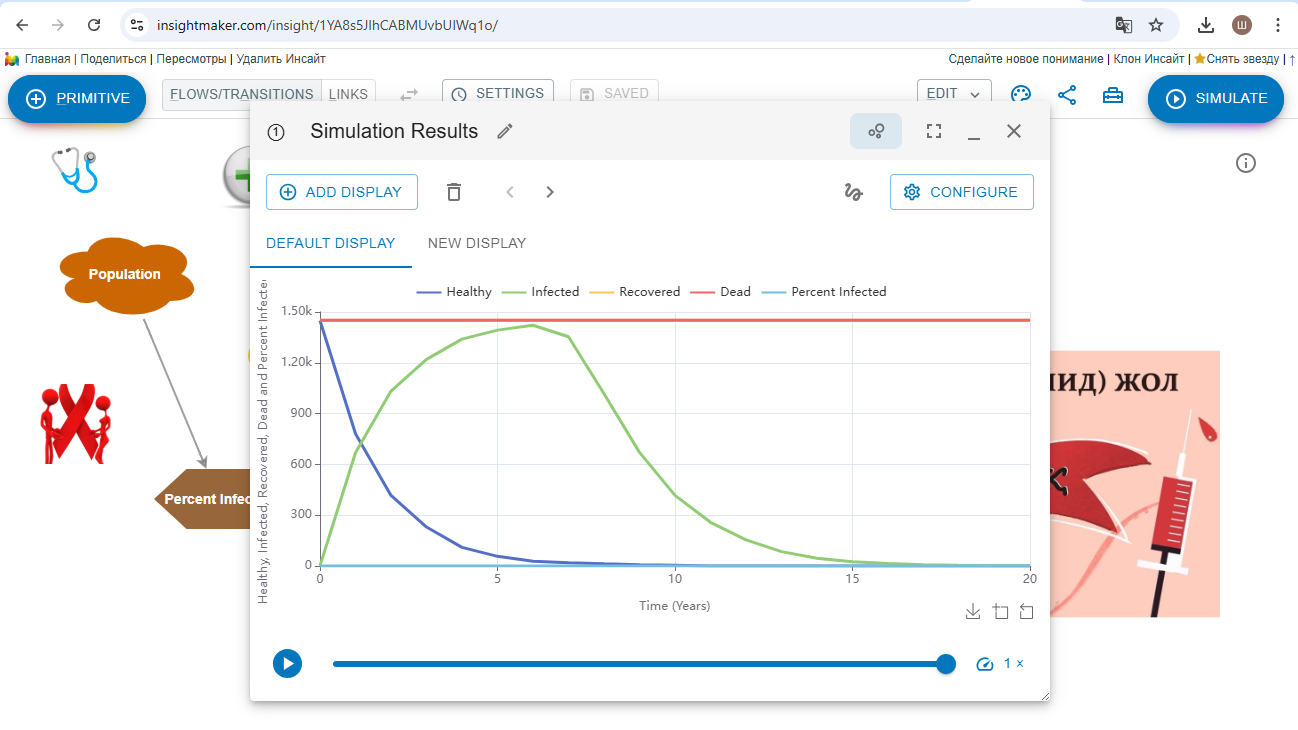 insightmaker.com/insight/1YA8s5JIhCABMUvbUIWq1o/
Ш
Главная | Поделиться | Пересмотры | Удалить Инсайт
Сделайте новое понимание | Клон Инсайт | Снять звезду | ↑
PRIMITIVE
FLOWS/TRANSITIONS
LINKS
SETTINGS
SAVED
EDIT
SIMULATE
1 Simulation Results
ADD DISPLAY
CONFIGURE
DEFAULT DISPLAY
NEW DISPLAY
Population
Percent Infec
Healthy Infected Recovered Dead Percent Infected
Healthy, Infected, Recovered, Dead and Percent Infecte
1.50k
1.20k
900
600
300
0
0 5 10 15 20
Time (Years)
1 ×
ИД) ЖОЛ